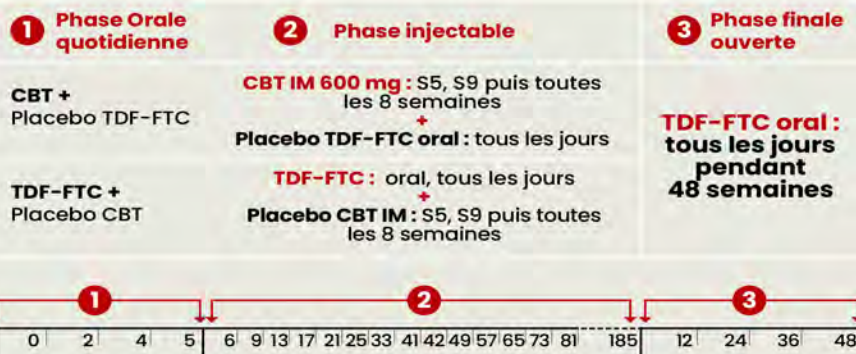 1 Phase Orale
quotidienne
2 Phase injectable
3 Phase finale
ouverte
CBT +
Placebo TDF-FTC
CBT IM 600 mg : S5, S9 puis toutes
les 8 semaines
+
Placebo TDF-FTC oral : tous les jours
TDF-FTC +
Placebo CBT
TDF-FTC : oral, tous les jours
+
Placebo CBT IM : S5, S9 puis toutes
les 8 semaines
TDF-FTC oral :
tous les jours
pendant
48 semaines
1 2 3
0 2 4 5 6 9 13 17 21 25 33 41 42 49 57 65 73 81 185 12 24 36 48